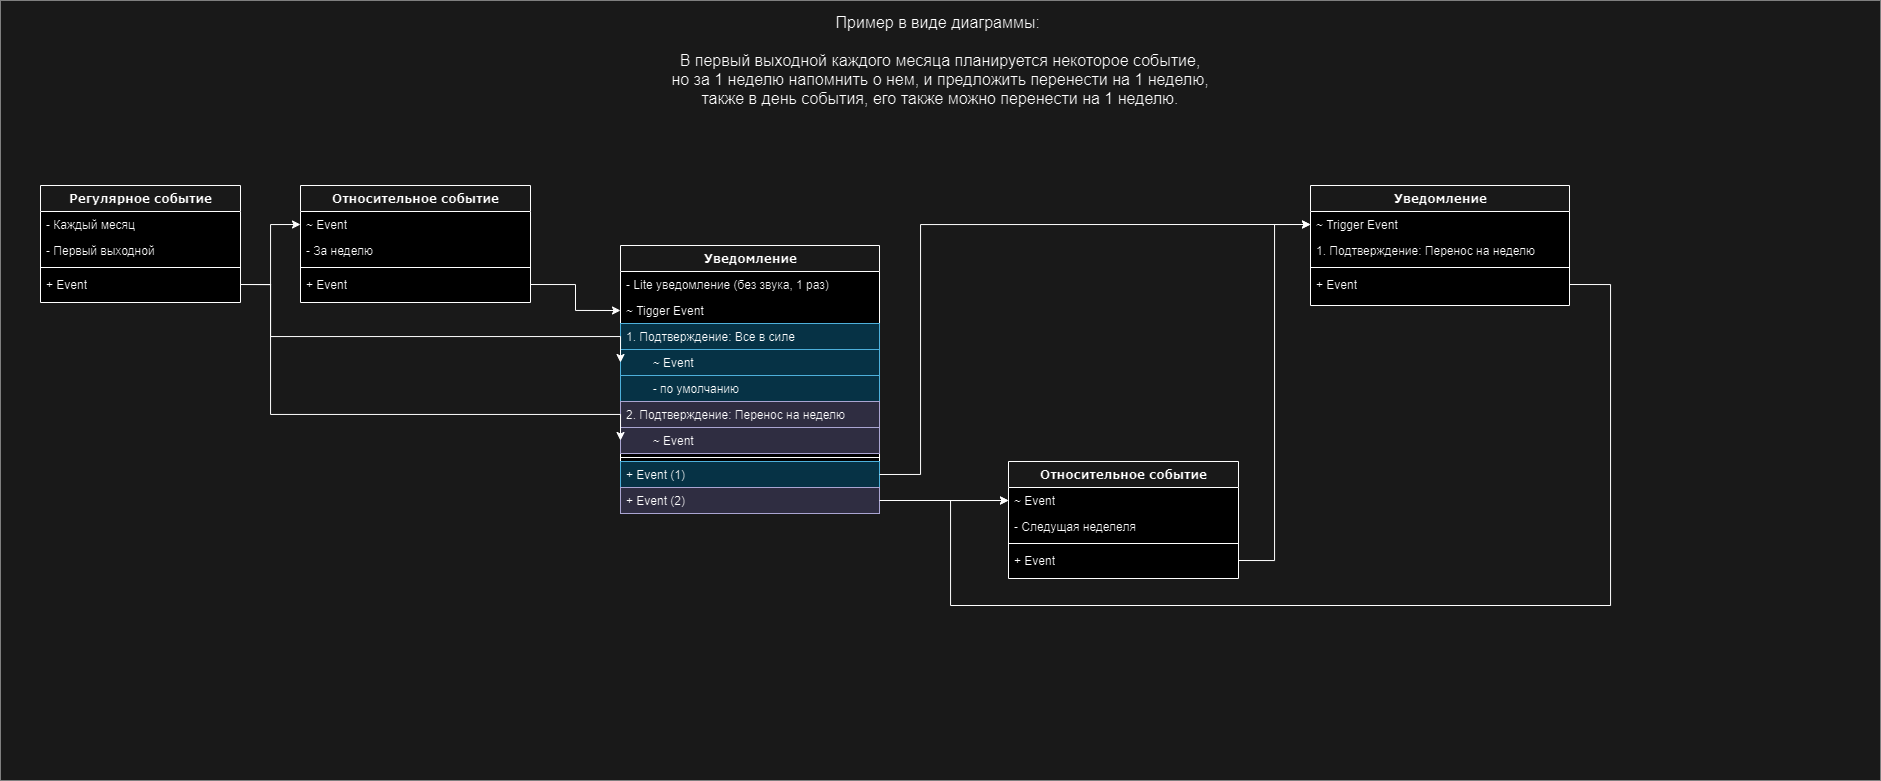 Пример в виде диаграммы:
В первый выходной каждого месяца планируется некоторое событие,
но за 1 неделю напомнить о нем, и предложить перенести на 1 неделю,
также в день события, его также можно перенести на 1 неделю.
Регулярное событие
- Каждый месяц
- Первый выходной
+ Event
Относительное событие
~ Event
- За неделю
+ Event
Уведомление
- Lite уведомление (без звука, 1 раз)
~ Tigger Event
1. Подтверждение: Все в силе
~ Event
- по умолчанию
2. Подтверждение: Перенос на неделю
~ Event
+ Event (1)
+ Event (2)
Относительное событие
~ Event
- Следущая неделеля
+ Event
Уведомление
~ Trigger Event
1. Подтверждение: Перенос на неделю
+ Event